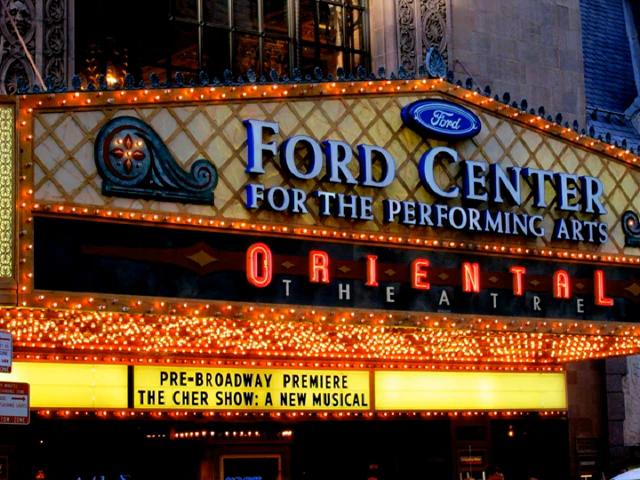 Ford
FORD CENTER
FOR THE PERFORMING ARTS
ORIENTAL
THEATRE
PRE-BROADWAY PREMIERE
THE CHER SHOW: A NEW MUSICAL